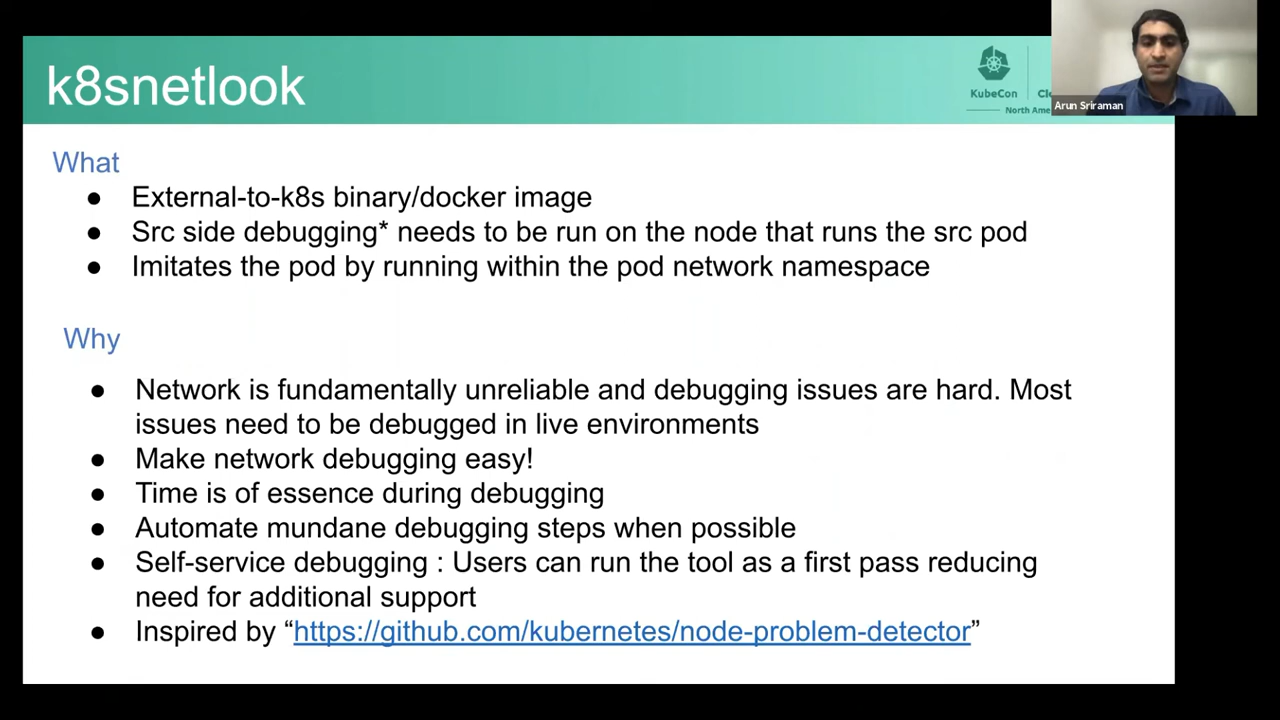 k8snetlook
KubeCon
North Ame
Arun Sriraman
What
● External-to-k8s binary/docker image
● Src side debugging* needs to be run on the node that runs the src pod
● Imitates the pod by running within the pod network namespace
Why
● Network is fundamentally unreliable and debugging issues are hard. Most
issues need to be debugged in live environments
● Make network debugging easy!
● Time is of essence during debugging
● Automate mundane debugging steps when possible
● Self-service debugging : Users can run the tool as a first pass reducing
need for additional support
● Inspired by “https://github.com/kubernetes/node-problem-detector”